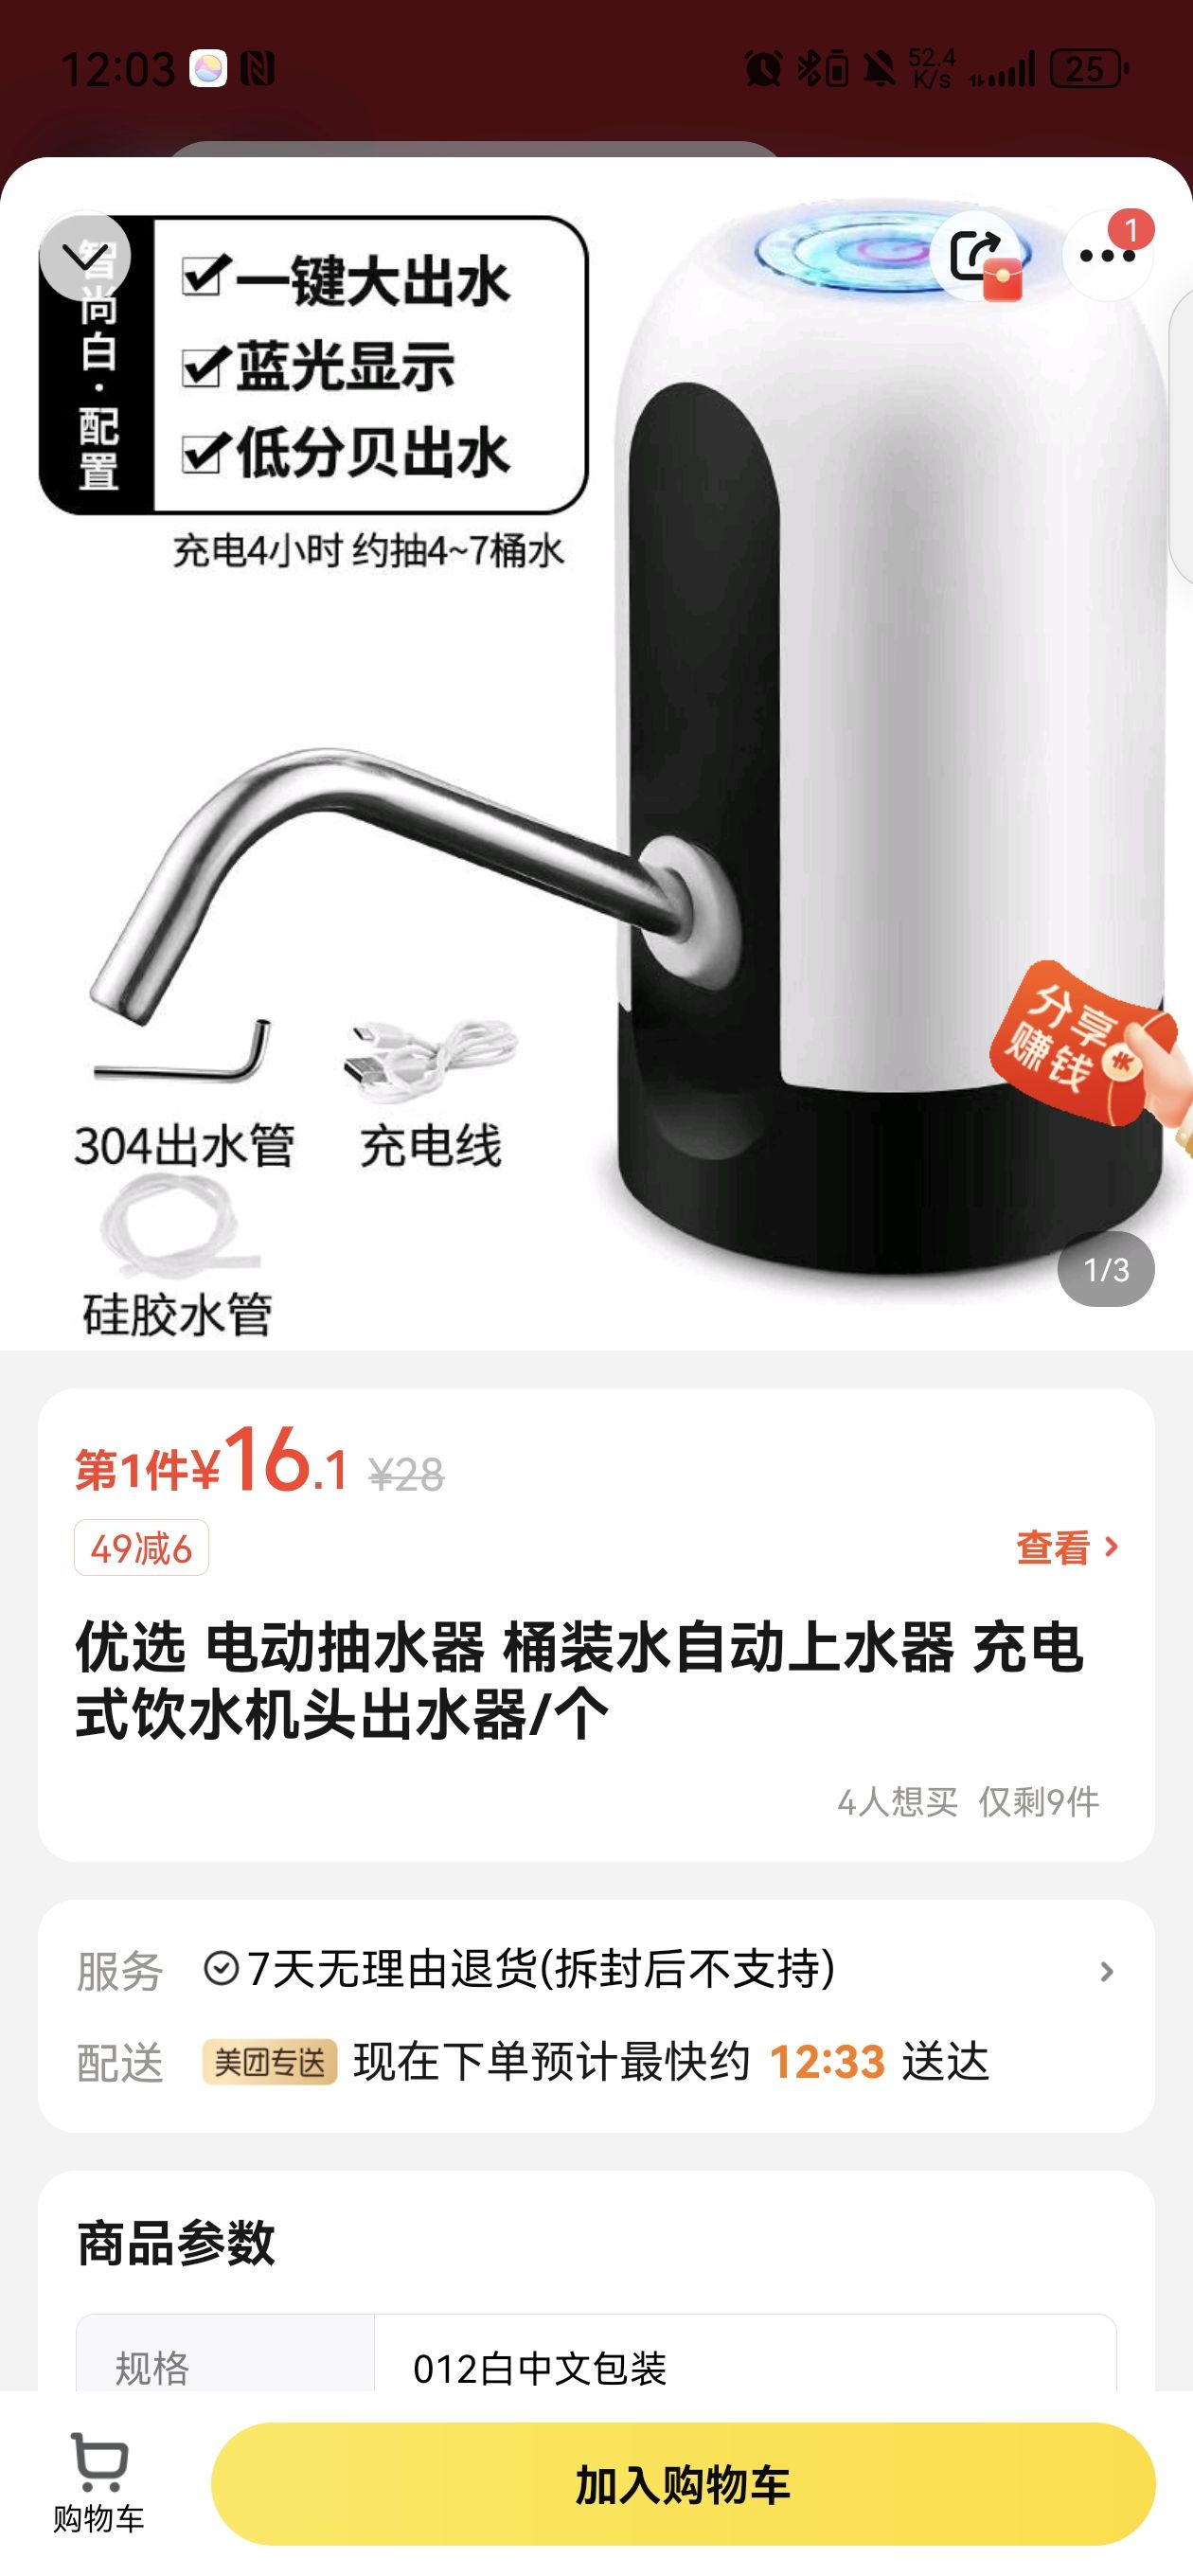 12:03
52.4
K/s
25
1
智尚白·配置
一键大出水
蓝光显示
低分贝出水
充电4小时 约抽4~7桶水
分享
赚钱
304出水管
充电线
硅胶水管
1/3
第1件¥16.1 ¥28
49减6
查看
优选 电动抽水器 桶装水自动上水器 充电
式饮水机头出水器/个
4人想买 仅剩9件
服务 7天无理由退货(拆封后不支持)
配送 美团专送 现在下单预计最快约 12:33 送达
商品参数
规格 012白中文包装
购物车
加入购物车